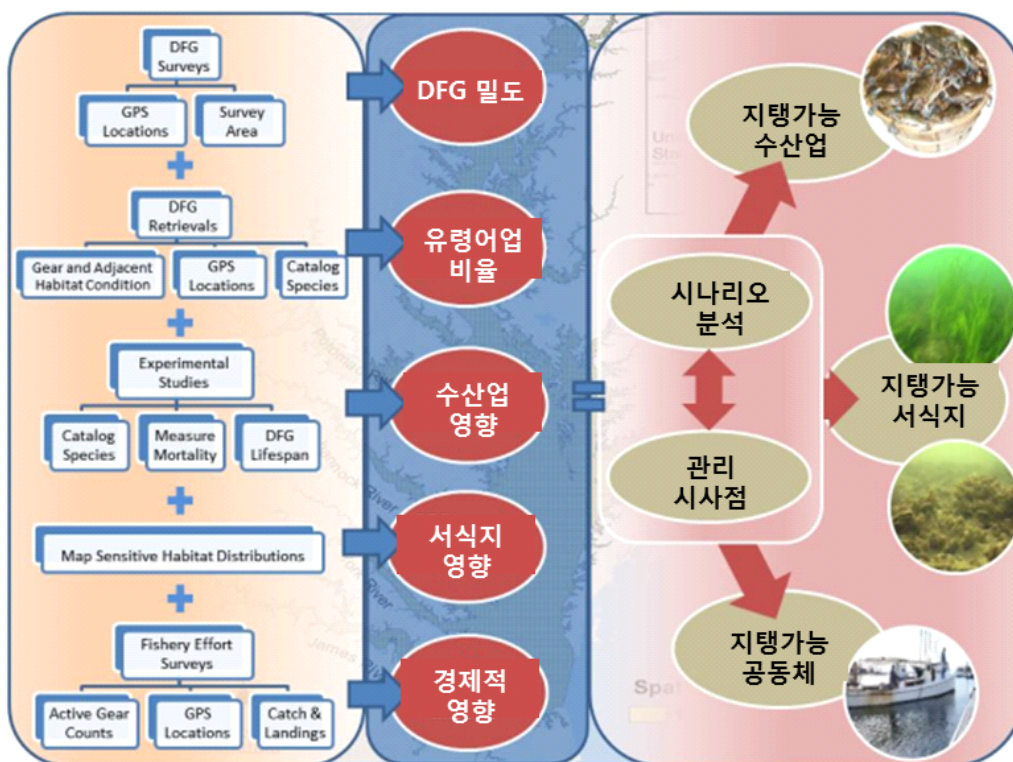 DFG
Surveys
GPS
Locations
Survey
Area
DFG
Retrievals
Gear and Adjacent
Habitat Condition
GPS
Locations
Catalog
Species
Experimental
Studies
Catalog
Species
Measure
Mortality
DFG
Lifespan
Map Sensitive Habitat Distributions
Fishery Effort
Surveys
Active Gear
Counts
GPS
Locations
Catch &
Landings
DFG 밀도
유령어업
비율
수산업
영향
서식지
영향
경제적
영향
시나리오
분석
관리
시사점
지탱가능
수산업
지탱가능
서식지
지탱가능
공동체
River
James